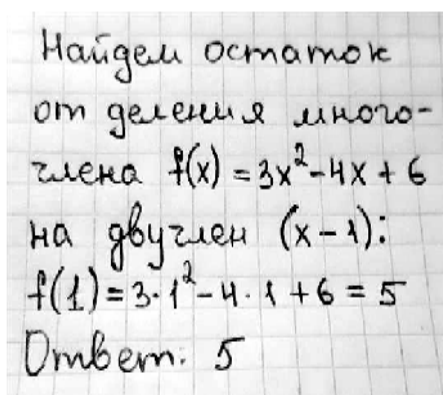 Найдем остаток
от деления много-
члена f(x) = 3x² - 4x + 6
на двучлен (x - 1):
f(1) = 3·1² - 4·1 + 6 = 5
Ответ: 5